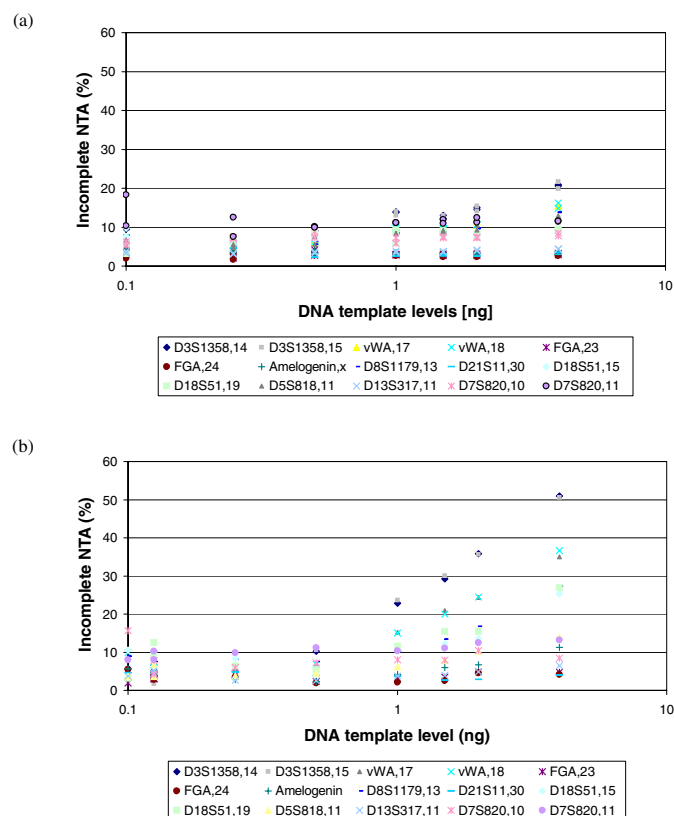 (a)
Incomplete NTA (%)
60
50
40
30
20
10
0
0.1 1 10
DNA template levels [ng]
D3S1358,14 D3S1358,15 vWA,17 vWA,18 FGA,23
FGA,24 Amelogenin,x D8S1179,13 D21S11,30 D18S51,15
D18S51,19 D5S818,11 D13S317,11 D7S820,10 D7S820,11
(b)
Incomplete NTA (%)
60
50
40
30
20
10
0
0.1 1 10
DNA template level (ng)
D3S1358,14 D3S1358,15 vWA,17 vWA,18 FGA,23
FGA,24 Amelogenin D8S1179,13 D21S11,30 D18S51,15
D18S51,19 D5S818,11 D13S317,11 D7S820,10 D7S820,11